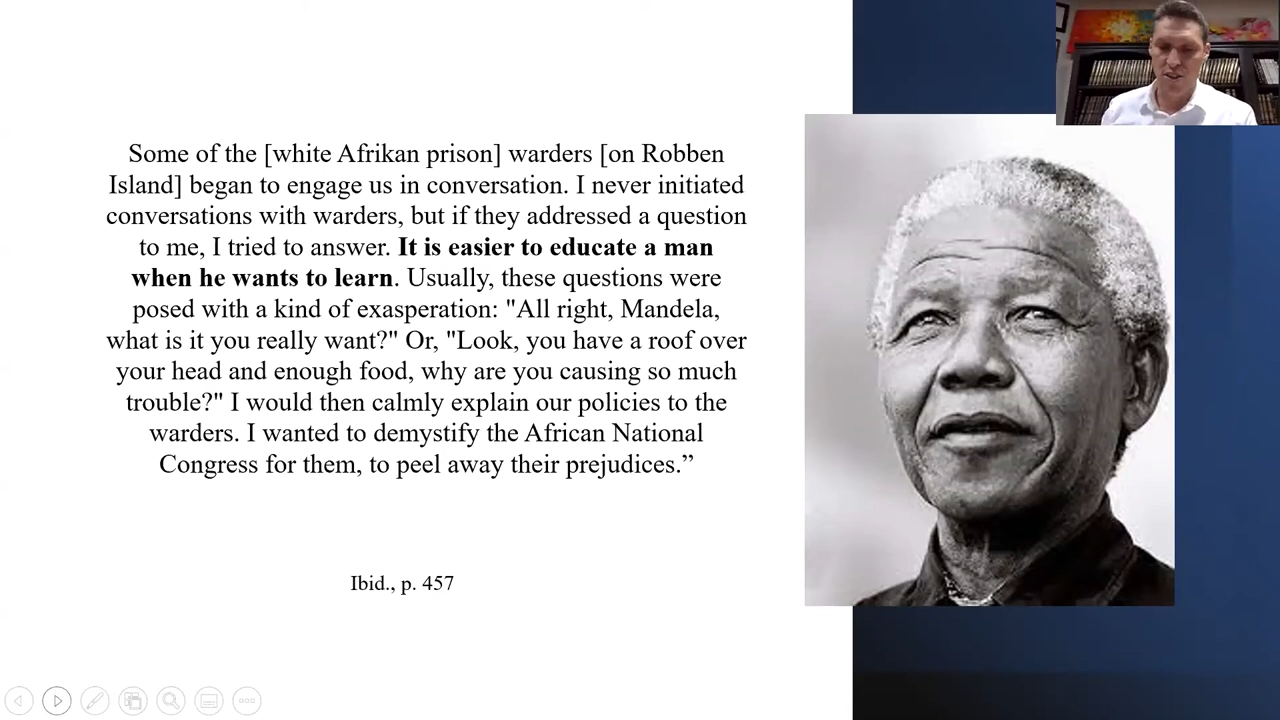 Some of the [white Afrikan prison] warders [on Robben
Island] began to engage us in conversation. I never initiated
conversations with warders, but if they addressed a question
to me, I tried to answer. It is easier to educate a man
when he wants to learn. Usually, these questions were
posed with a kind of exasperation: "All right, Mandela,
what is it you really want?" Or, "Look, you have a roof over
your head and enough food, why are you causing so much
trouble?" I would then calmly explain our policies to the
warders. I wanted to demystify the African National
Congress for them, to peel away their prejudices.”
Ibid., p. 457